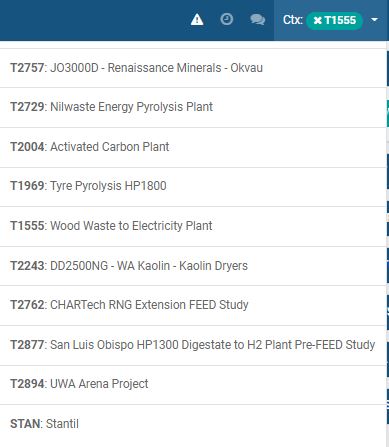 Ctx: × T1555
T2757: JO3000D - Renaissance Minerals - Okvau
T2729: Nilwaste Energy Pyrolysis Plant
T2004: Activated Carbon Plant
T1969: Tyre Pyrolysis HP1800
T1555: Wood Waste to Electricity Plant
T2243: DD2500NG - WA Kaolin - Kaolin Dryers
T2762: CHARTech RNG Extension FEED Study
T2877: San Luis Obispo HP1300 Digestate to H2 Plant Pre-FEED Study
T2894: UWA Arena Project
STAN: Stantil